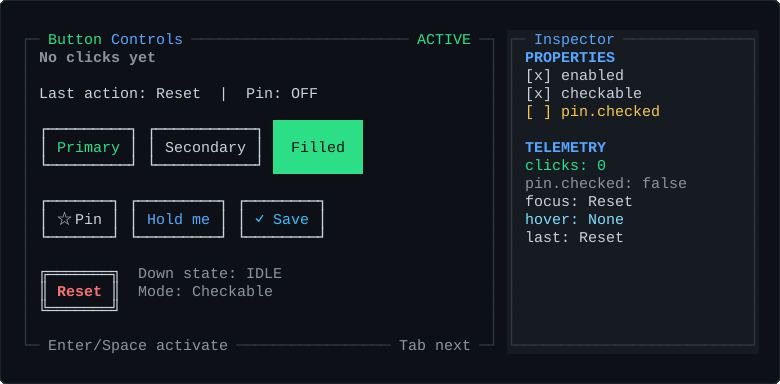 Button Controls ACTIVE
No clicks yet
Last action: Reset | Pin: OFF
Primary Secondary Filled
☆Pin Hold me ✓ Save
Reset
Down state: IDLE
Mode: Checkable
Enter/Space activate Tab next
Inspector
PROPERTIES
[x] enabled
[x] checkable
[ ] pin.checked
TELEMETRY
clicks: 0
pin.checked: false
focus: Reset
hover: None
last: Reset